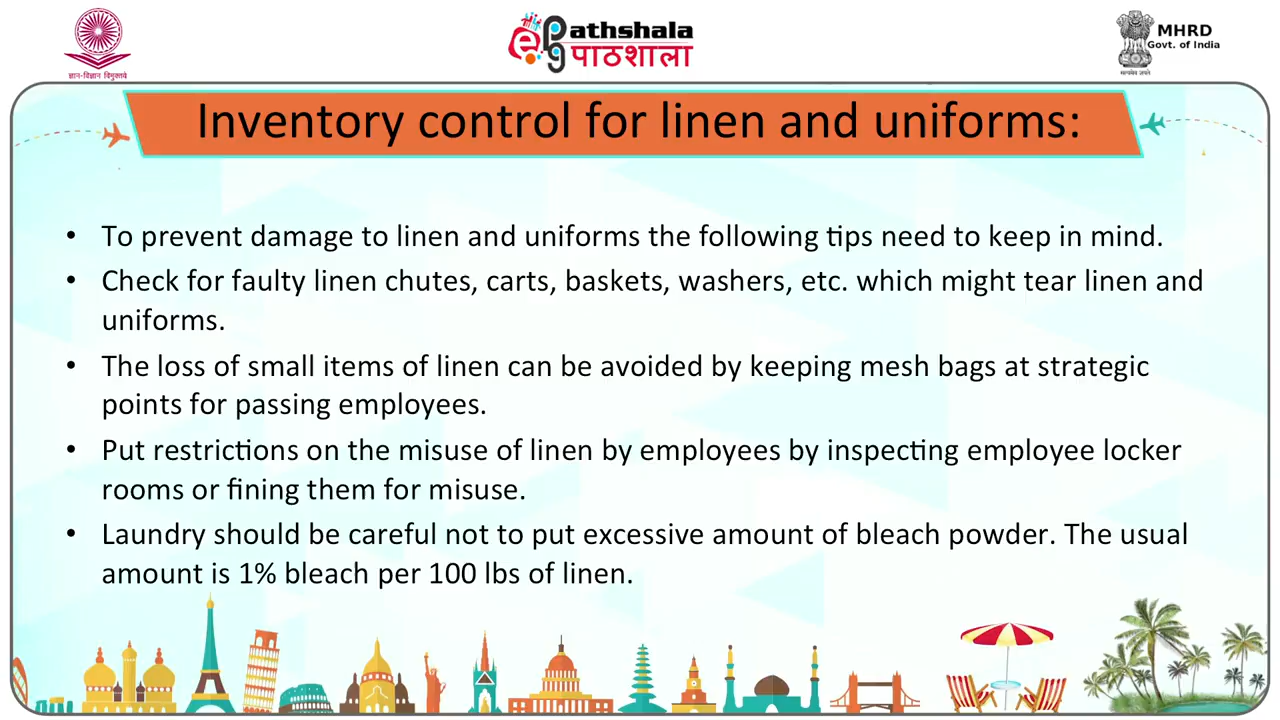 ज्ञान-विज्ञान विमुक्तये
epathshala
पाठशाला
MHRD
Govt. of India
सत्यमेव जयते
Inventory control for linen and uniforms:
• To prevent damage to linen and uniforms the following tips need to keep in mind.
• Check for faulty linen chutes, carts, baskets, washers, etc. which might tear linen and
uniforms.
• The loss of small items of linen can be avoided by keeping mesh bags at strategic
points for passing employees.
• Put restrictions on the misuse of linen by employees by inspecting employee locker
rooms or fining them for misuse.
• Laundry should be careful not to put excessive amount of bleach powder. The usual
amount is 1% bleach per 100 lbs of linen.